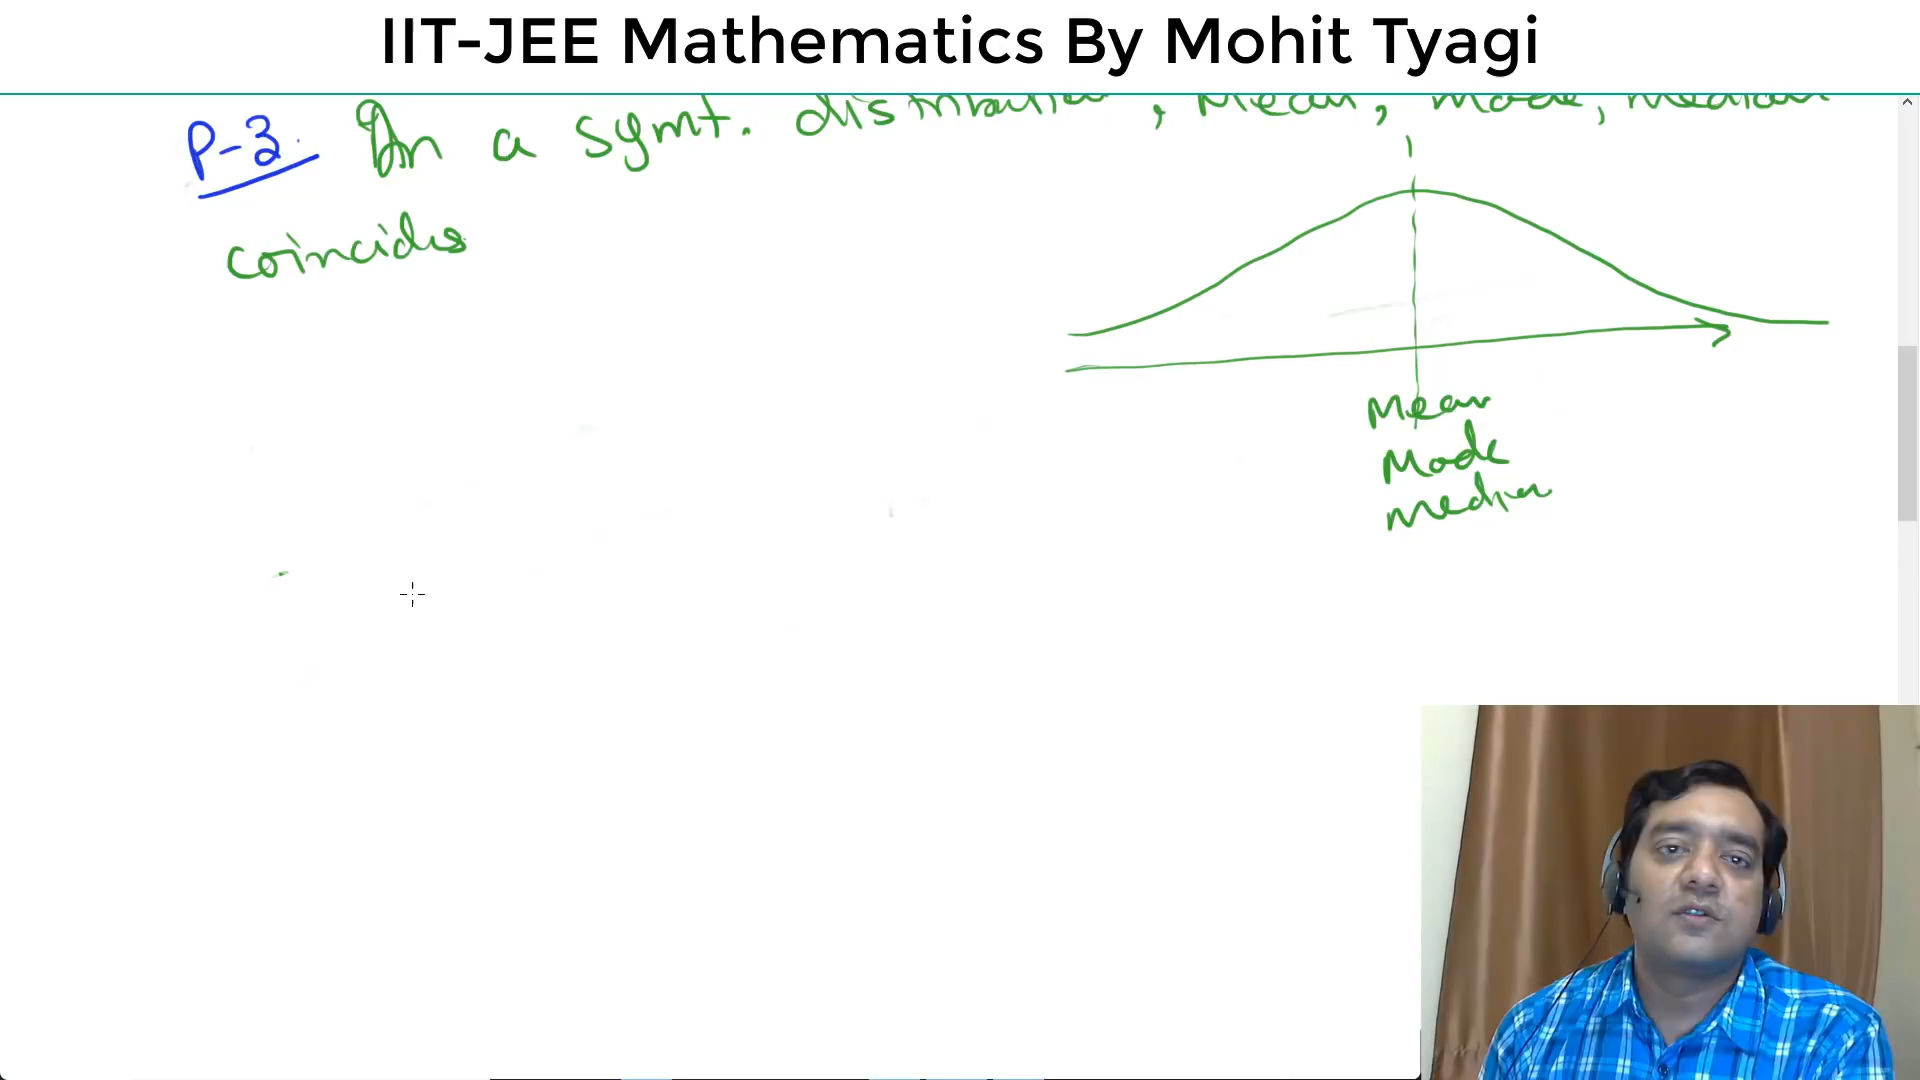 IIT-JEE Mathematics By Mohit Tyagi
P-3. In a symt. distribution, Mean, mode, median
coincides
Mean
Mode
median